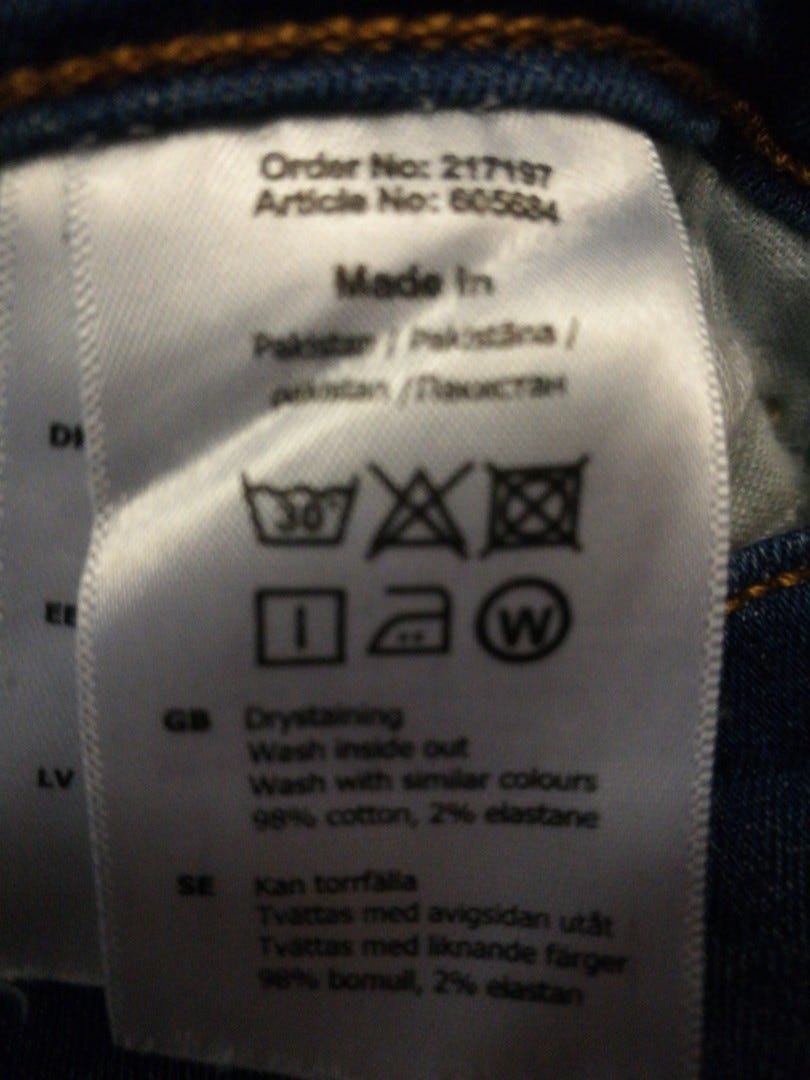 Order No: 217197
Article No: 605684
Made in
Pakistan / Pakistāna /
pakistan / Пакистан
30°
I
W
GB Drystaining
Wash inside out
Wash with similar colours
98% cotton, 2% elastane
SE Kan torrfälla
Tvättas med avigsidan utåt
Tvättas med liknande färger
98% bomull, 2% elastan
EE
LV